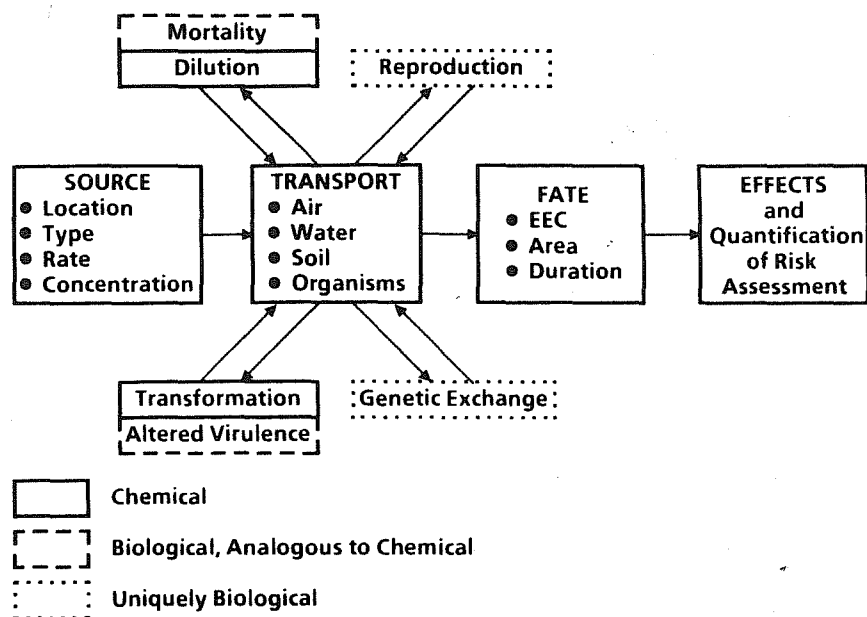 Mortality
Dilution
Reproduction
SOURCE
● Location
● Type
● Rate
● Concentration
TRANSPORT
● Air
● Water
● Soil
● Organisms
FATE
● EEC
● Area
● Duration
EFFECTS
and
Quantification
of Risk
Assessment
Transformation
Altered Virulence
Genetic Exchange
Chemical
Biological, Analogous to Chemical
Uniquely Biological